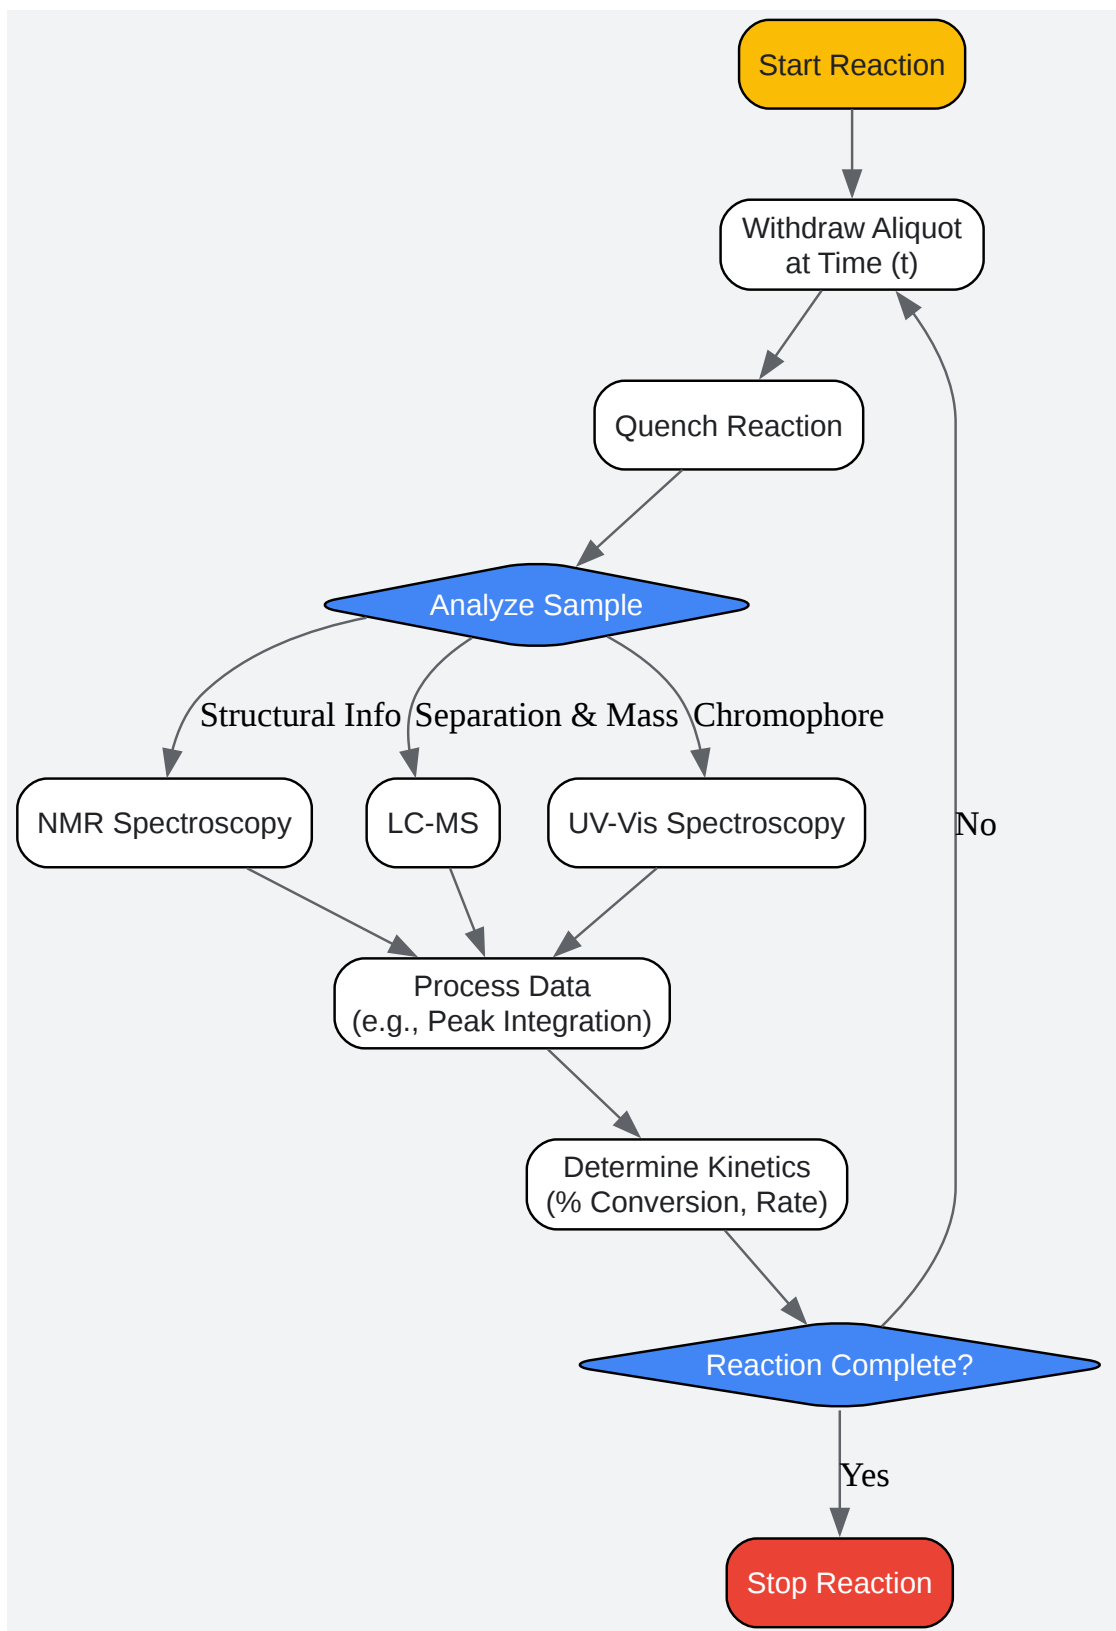 Start Reaction
Withdraw Aliquot
at Time (t)
Quench Reaction
Analyze Sample
Structural Info
Separation & Mass
Chromophore
NMR Spectroscopy
LC-MS
UV-Vis Spectroscopy
No
Process Data
(e.g., Peak Integration)
Determine Kinetics
(% Conversion, Rate)
Reaction Complete?
Yes
Stop Reaction